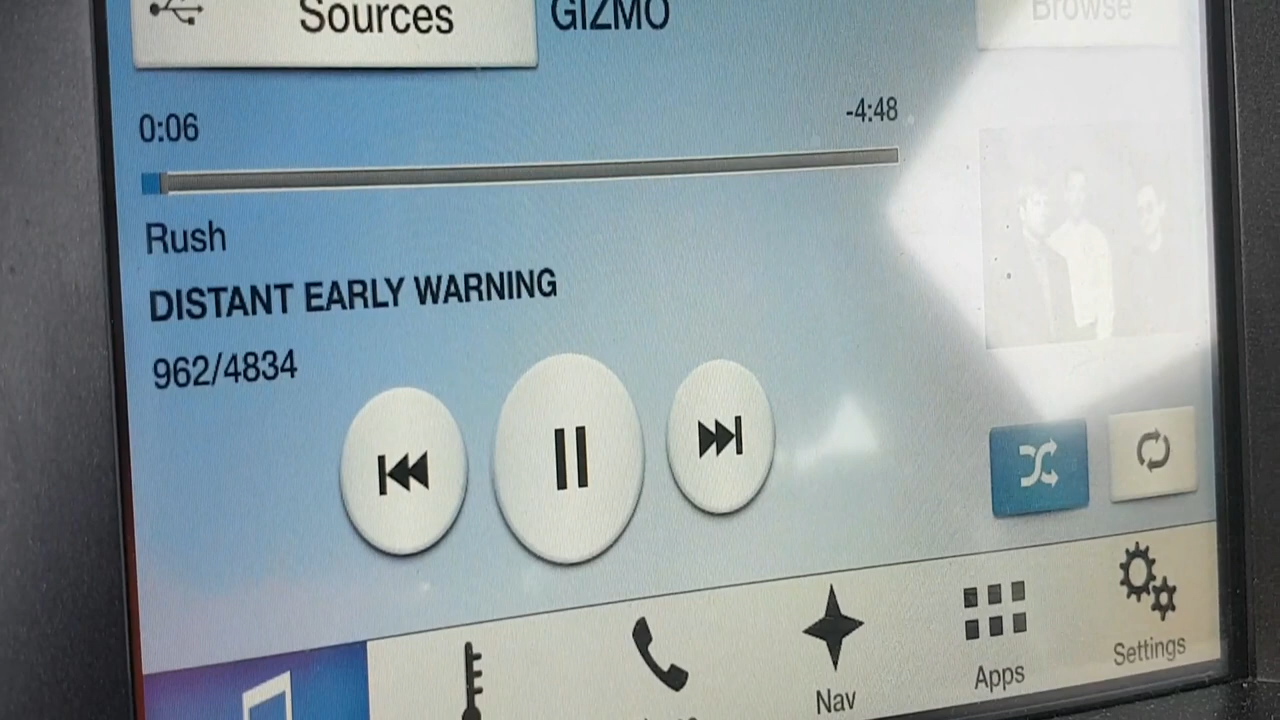 Sources
GIZMO
Browse
0:06
-4:48
Rush
DISTANT EARLY WARNING
962/4834
Nav
Apps
Settings